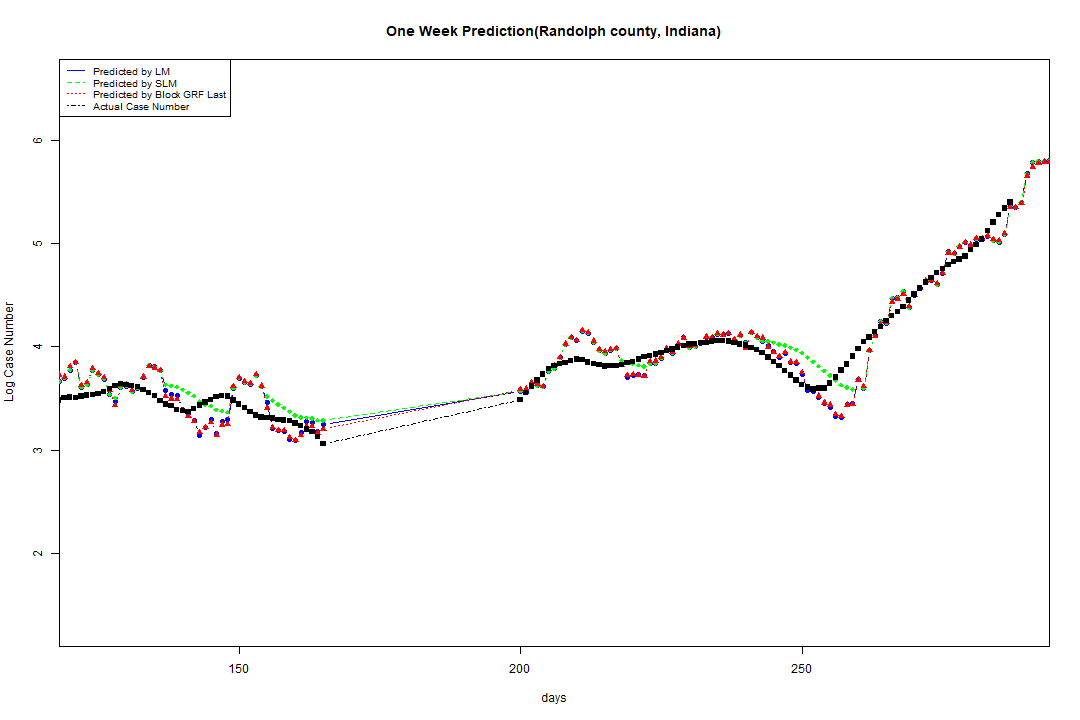 One Week Prediction(Randolph county, Indiana)
Predicted by LM
Predicted by SLM
Predicted by Block GRF Last
Actual Case Number
6
5
4
3
2
Log Case Number
150
200
250
days